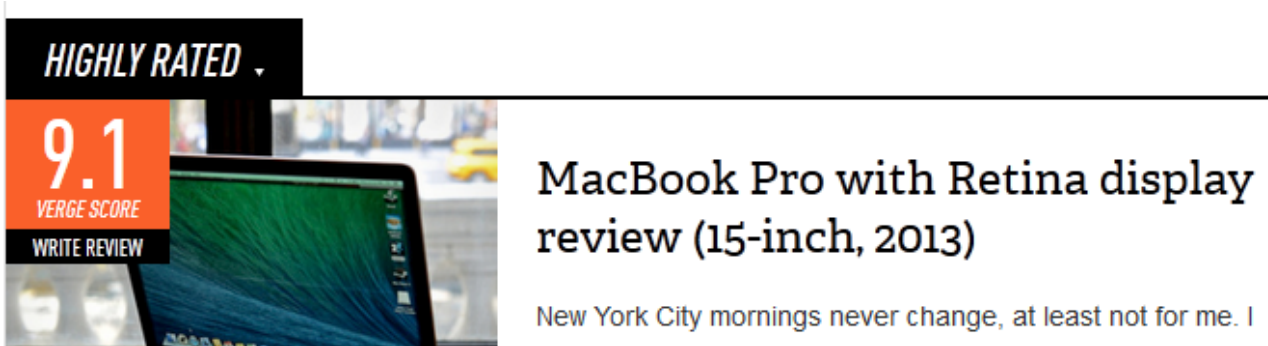 HIGHLY RATED
9.1
VERGE SCORE
WRITE REVIEW
MacBook Pro with Retina display
review (15-inch, 2013)
New York City mornings never change, at least not for me. I